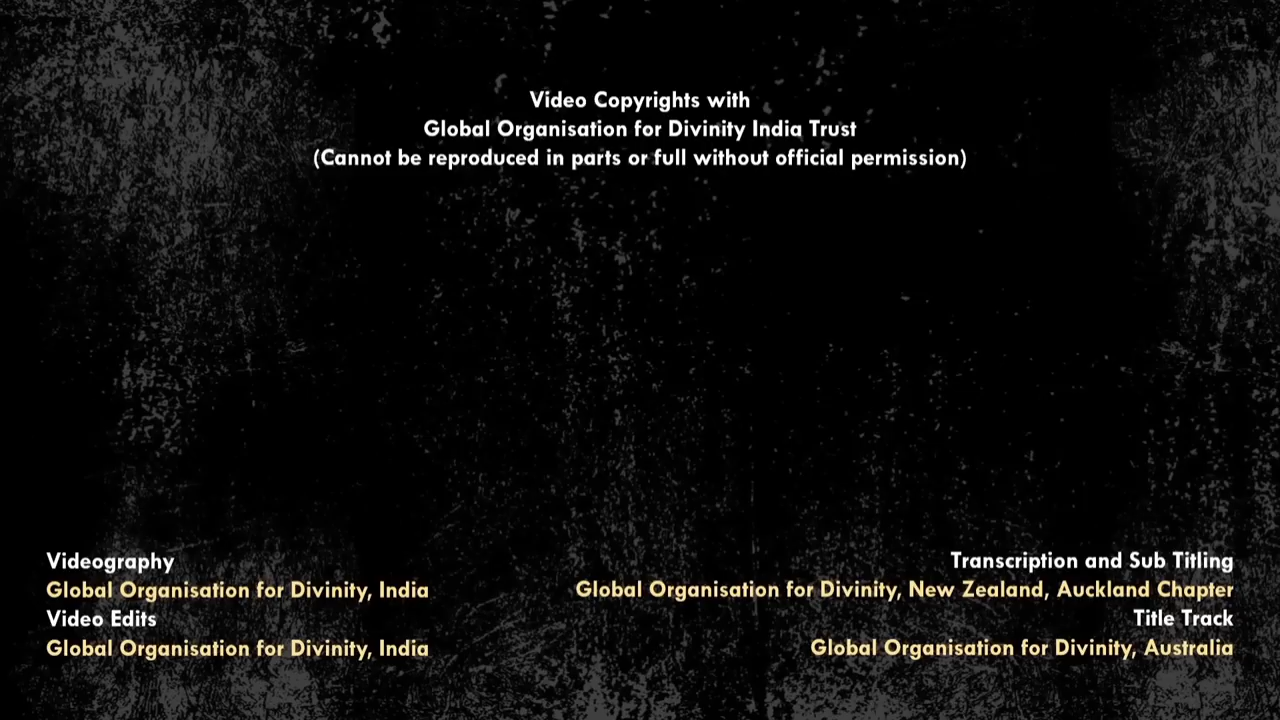 Video Copyrights with
Global Organisation for Divinity India Trust
(Cannot be reproduced in parts or full without official permission)
Videography
Global Organisation for Divinity, India
Video Edits
Global Organisation for Divinity, India
Transcription and Sub Titling
Global Organisation for Divinity, New Zealand, Auckland Chapter
Title Track
Global Organisation for Divinity, Australia